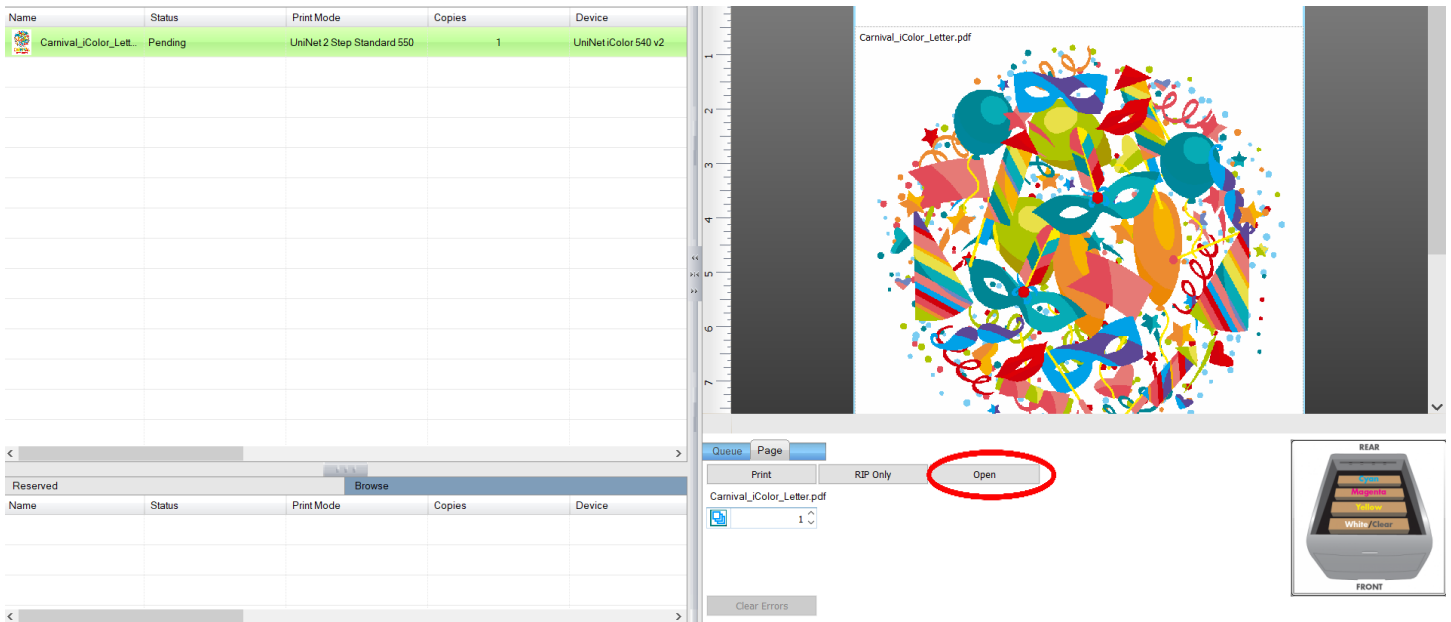 Name Status Print Mode Copies Device
Carnival_iColor_Lett... Pending UniNet 2 Step Standard 550 1 UniNet iColor 540 v2
Reserved Browse
Name Status Print Mode Copies Device
Carnival_iColor_Letter.pdf
1
2
3
4
5
6
7
Queue Page
Print RIP Only Open
Carnival_iColor_Letter.pdf
1
Clear Errors
REAR
Cyan
Magenta
Yellow
White/Clear
FRONT